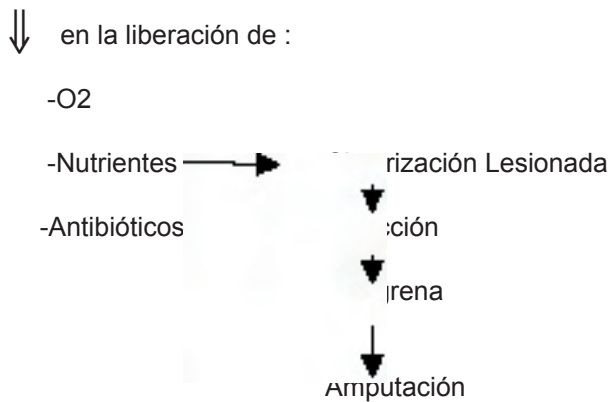 ⇓ en la liberación de :
-O2
-Nutrientes Lesionada
-Antibióticos
Amputación